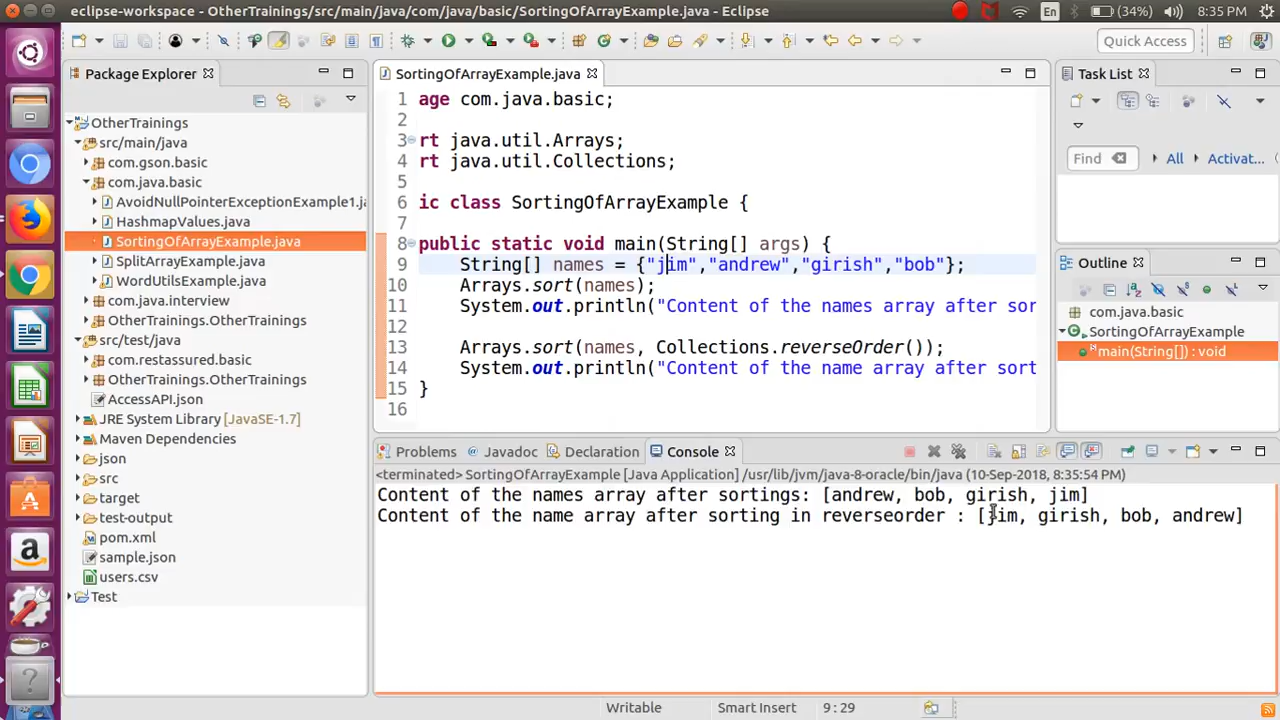 eclipse-workspace - OtherTrainings/src/main/java/com/java/basic/SortingOfArrayExample.java - Eclipse
En (34%) 8:35 PM
Quick Access
Package Explorer
OtherTrainings
src/main/java
com.gson.basic
com.java.basic
AvoidNullPointerExceptionExample1.ja
HashmapValues.java
SortingOfArrayExample.java
SplitArrayExample.java
WordUtilsExample.java
com.java.interview
OtherTrainings.OtherTrainings
src/test/java
com.restassured.basic
OtherTrainings.OtherTrainings
AccessAPI.json
JRE System Library [JavaSE-1.7]
Maven Dependencies
json
src
target
test-output
pom.xml
sample.json
users.csv
Test
SortingOfArrayExample.java
1 age com.java.basic;
2
3 rt java.util.Arrays;
4 rt java.util.Collections;
5
6 ic class SortingOfArrayExample {
7
8 public static void main(String[] args) {
9 String[] names = {"jim","andrew","girish","bob"};
10 Arrays.sort(names);
11 System.out.println("Content of the names array after sor
12
13 Arrays.sort(names, Collections.reverseOrder());
14 System.out.println("Content of the name array after sort
15 }
16
Task List
Find All Activat...
Outline
com.java.basic
SortingOfArrayExample
main(String[]) : void
Problems @ Javadoc Declaration Console
<terminated> SortingOfArrayExample [Java Application] /usr/lib/jvm/java-8-oracle/bin/java (10-Sep-2018, 8:35:54 PM)
Content of the names array after sortings: [andrew, bob, girish, jim]
Content of the name array after sorting in reverseorder : [jim, girish, bob, andrew]
Writable Smart Insert 9 : 29